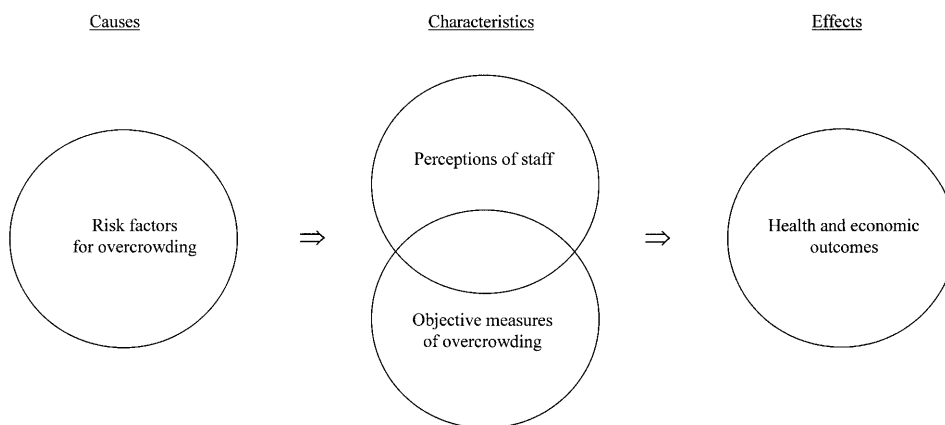 Causes
Characteristics
Effects
Risk factors
for overcrowding
⇒
Perceptions of staff
Objective measures
of overcrowding
⇒
Health and economic
outcomes